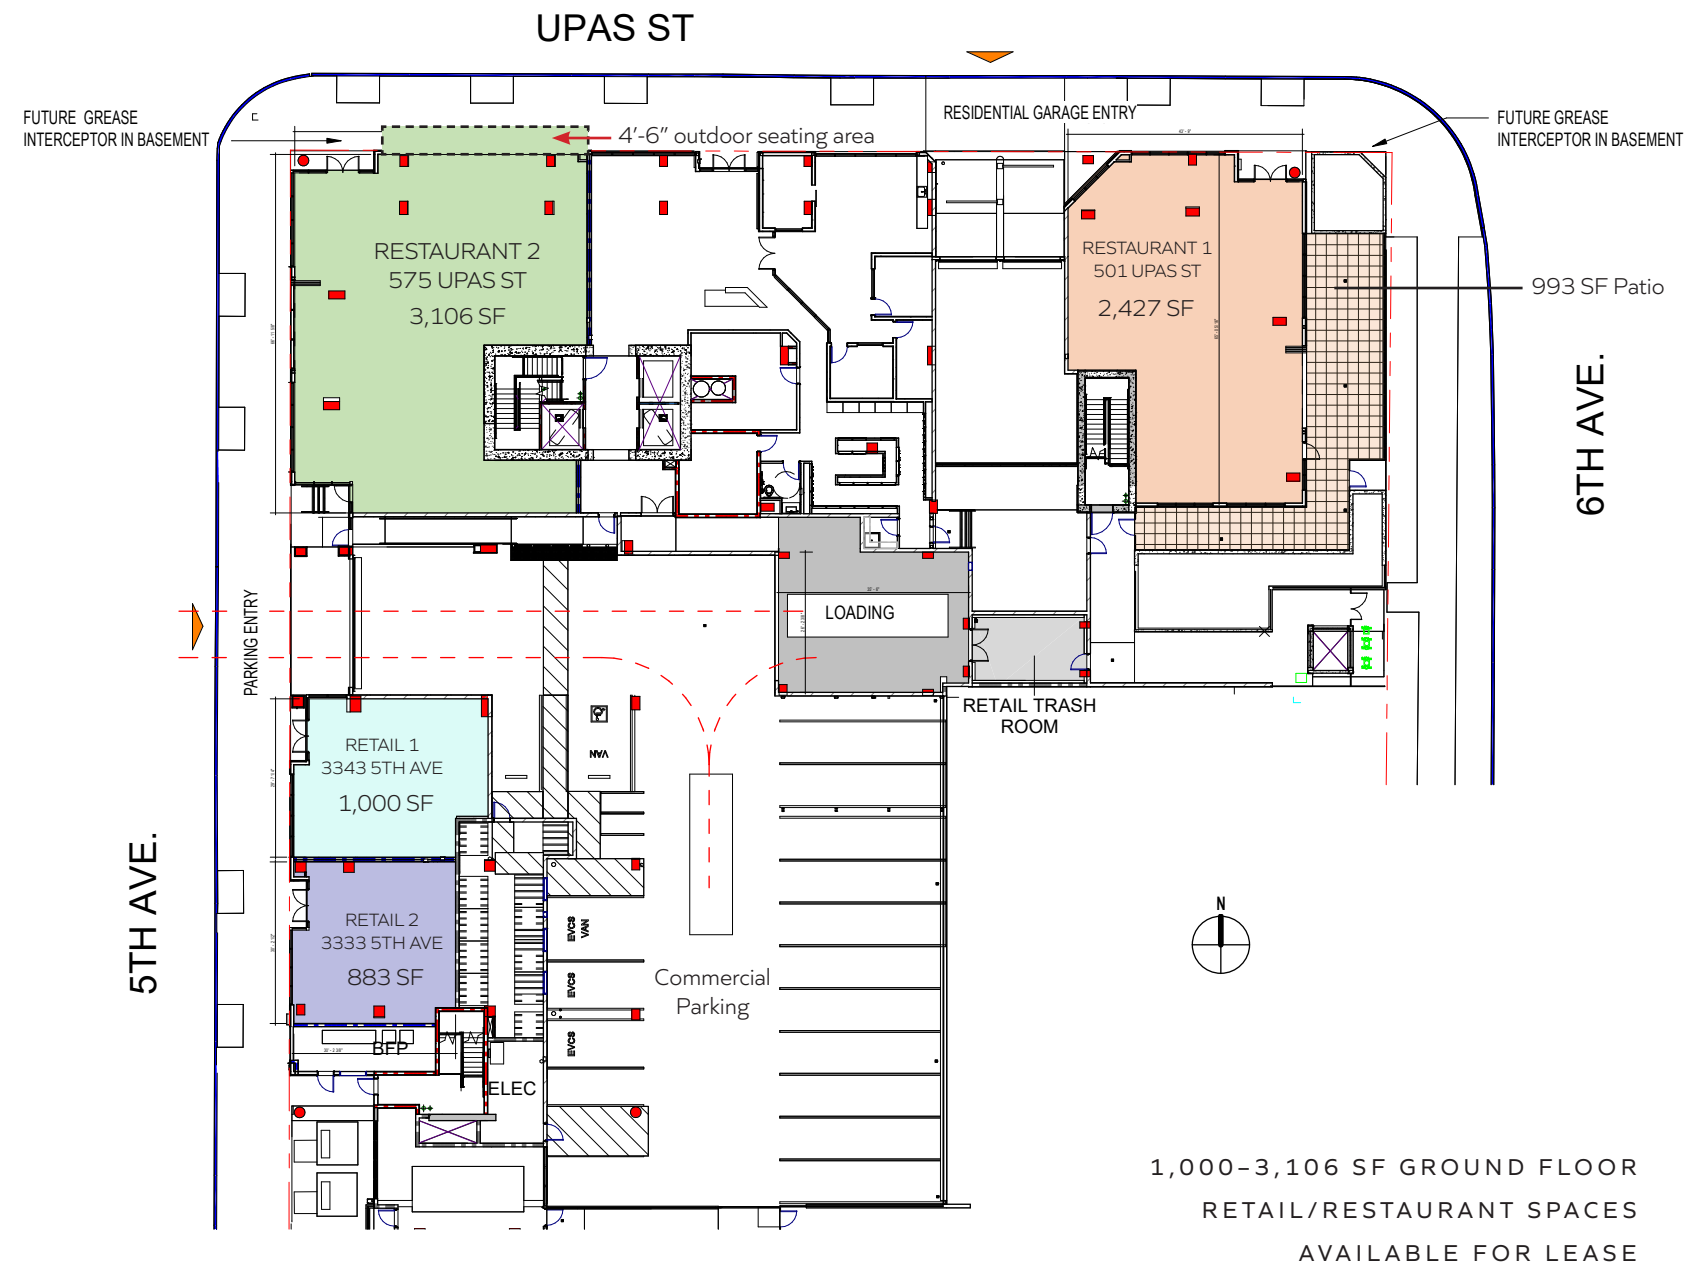 UPAS ST
FUTURE GREASE
INTERCEPTOR IN BASEMENT
4'-6" outdoor seating area
RESIDENTIAL GARAGE ENTRY
FUTURE GREASE
INTERCEPTOR IN BASEMENT
RESTAURANT 2
575 UPAS ST
3,106 SF
RESTAURANT 1
501 UPAS ST
2,427 SF
993 SF Patio
6TH AVE.
PARKING ENTRY
LOADING
RETAIL TRASH
ROOM
RETAIL 1
3343 5TH AVE
1,000 SF
VAN
5TH AVE.
RETAIL 2
3333 5TH AVE
883 SF
EVCS
VAN
EVCS
EVCS
Commercial
Parking
N
BFP
ELEC
1,000–3,106 SF GROUND FLOOR
RETAIL/RESTAURANT SPACES
AVAILABLE FOR LEASE